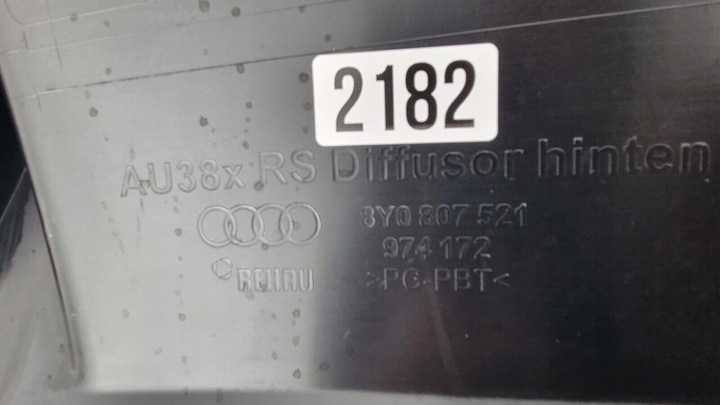 2182
AU38x RS Diffusor hinten
8Y0 807 521
974 172
REHAU >PC-PBT<